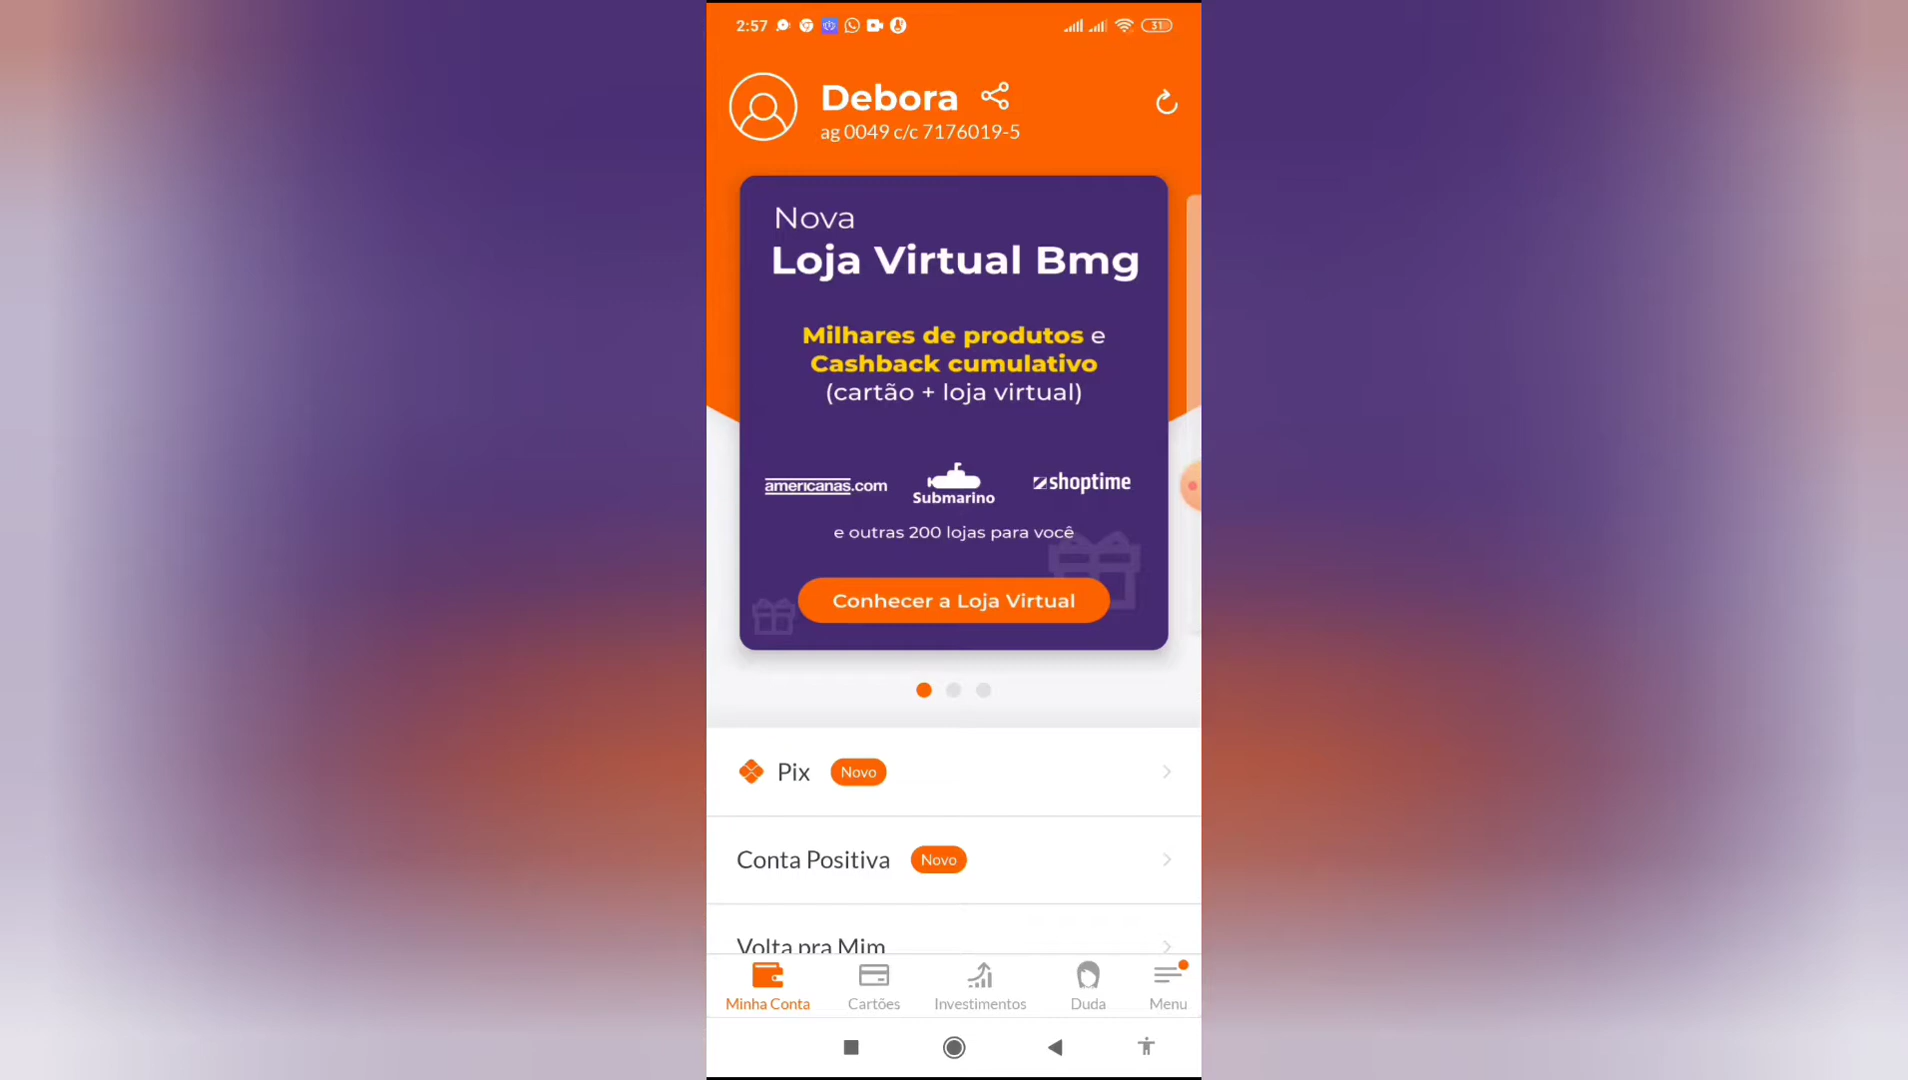 2:57
31
Debora
ag 0049 c/c 7176019-5
Nova
Loja Virtual Bmg
Milhares de produtos e
Cashback cumulativo
(cartão + loja virtual)
americanas.com
Submarino
shoptime
e outras 200 lojas para você
Conhecer a Loja Virtual
Pix Novo
Conta Positiva Novo
Volta pra Mim
Minha Conta
Cartões
Investimentos
Duda
Menu